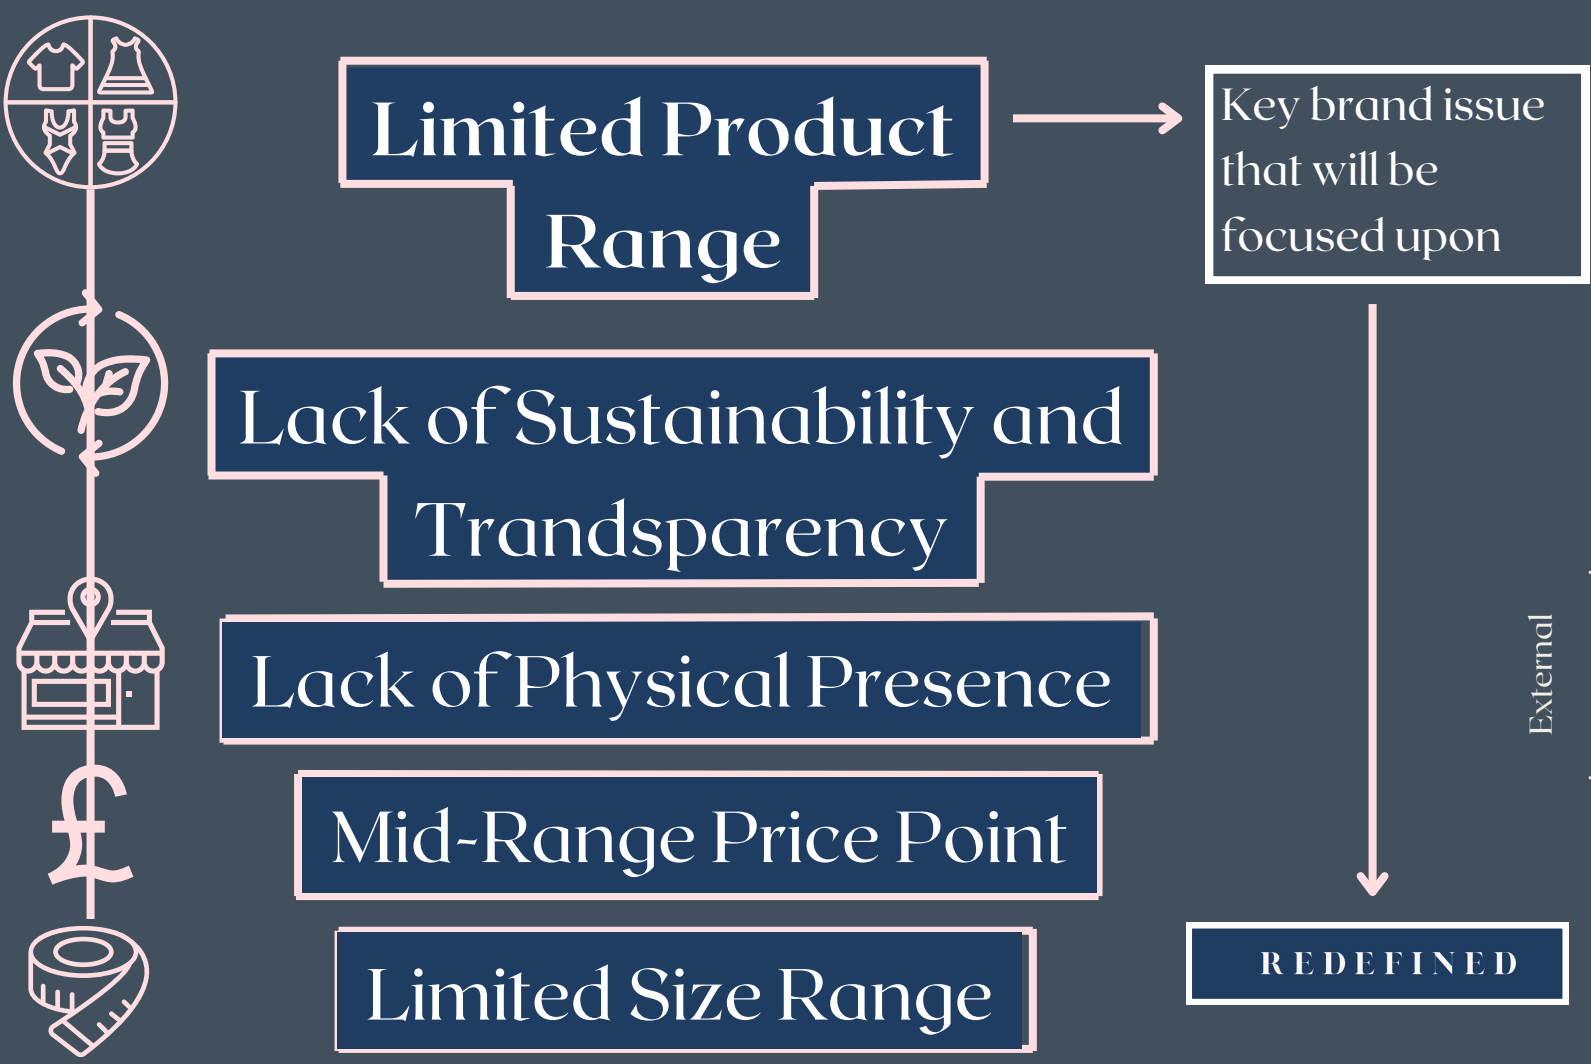 Limited Product
Range
Key brand issue
that will be
focused upon
Lack of Sustainability and
Trandsparency
Lack of Physical Presence
External
£
Mid-Range Price Point
REDEFINED
Limited Size Range